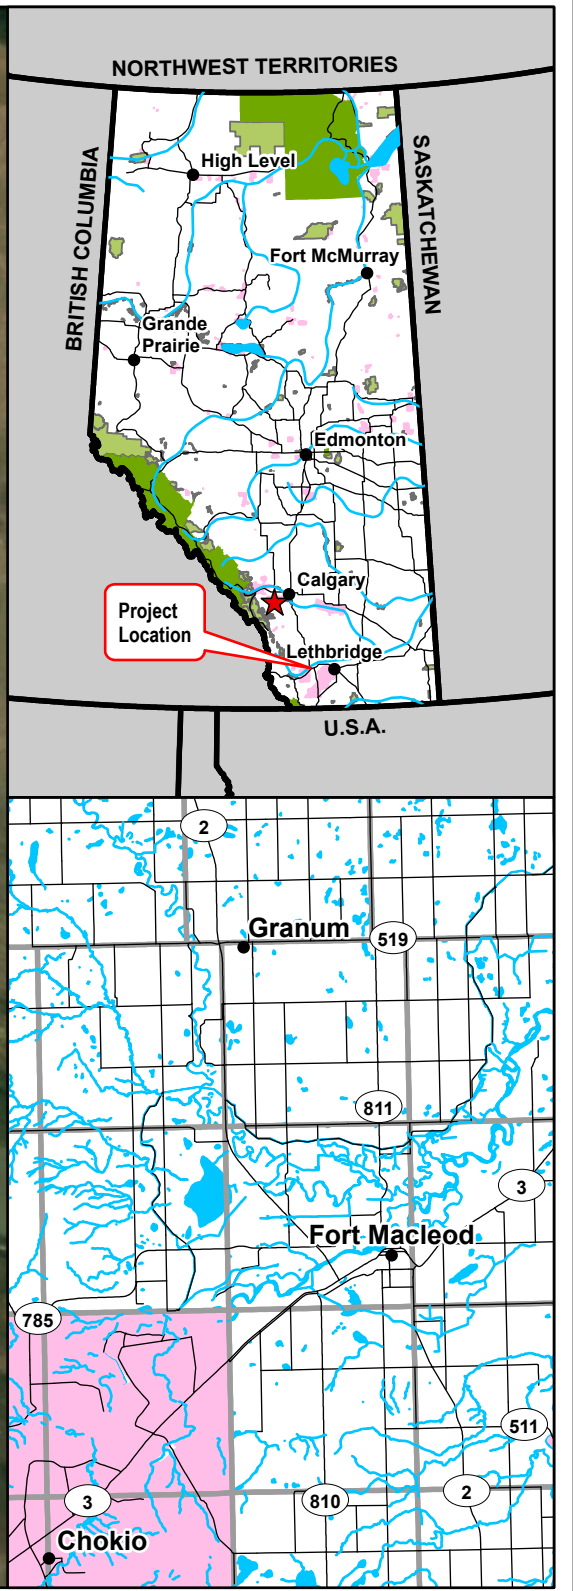 NORTHWEST TERRITORIES
BRITISH COLUMBIA
SASKATCHEWAN
High Level
Fort McMurray
Grande
Prairie
Edmonton
Calgary
Project
Location
Lethbridge
U.S.A.
2
Granum
519
811
3
Fort Macleod
785
511
3
810
2
Chokio